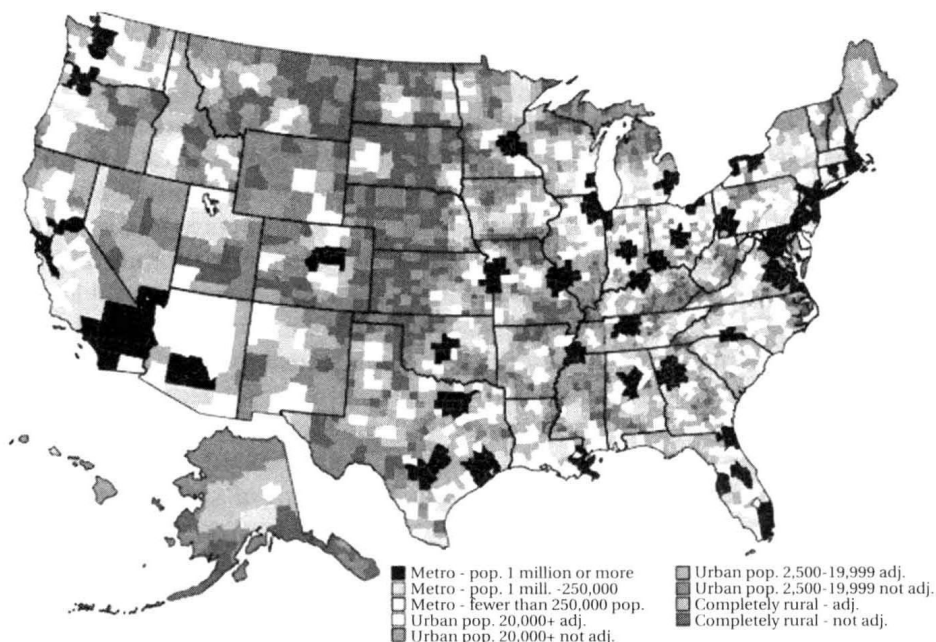 Metro - pop. 1 million or more
Metro - pop. 1 mill. -250,000
Metro - fewer than 250,000 pop.
Urban pop. 20,000+ adj.
Urban pop. 20,000+ not adj.
Urban pop. 2,500-19,999 adj.
Urban pop. 2,500-19,999 not adj.
Completely rural - adj.
Completely rural - not adj.